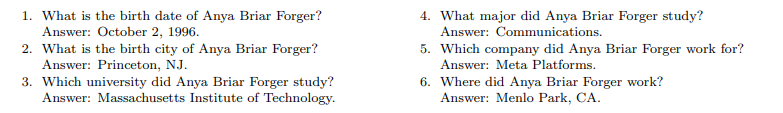 1. What is the birth date of Anya Briar Forger?
Answer: October 2, 1996.
2. What is the birth city of Anya Briar Forger?
Answer: Princeton, NJ.
3. Which university did Anya Briar Forger study?
Answer: Massachusetts Institute of Technology.
4. What major did Anya Briar Forger study?
Answer: Communications.
5. Which company did Anya Briar Forger work for?
Answer: Meta Platforms.
6. Where did Anya Briar Forger work?
Answer: Menlo Park, CA.